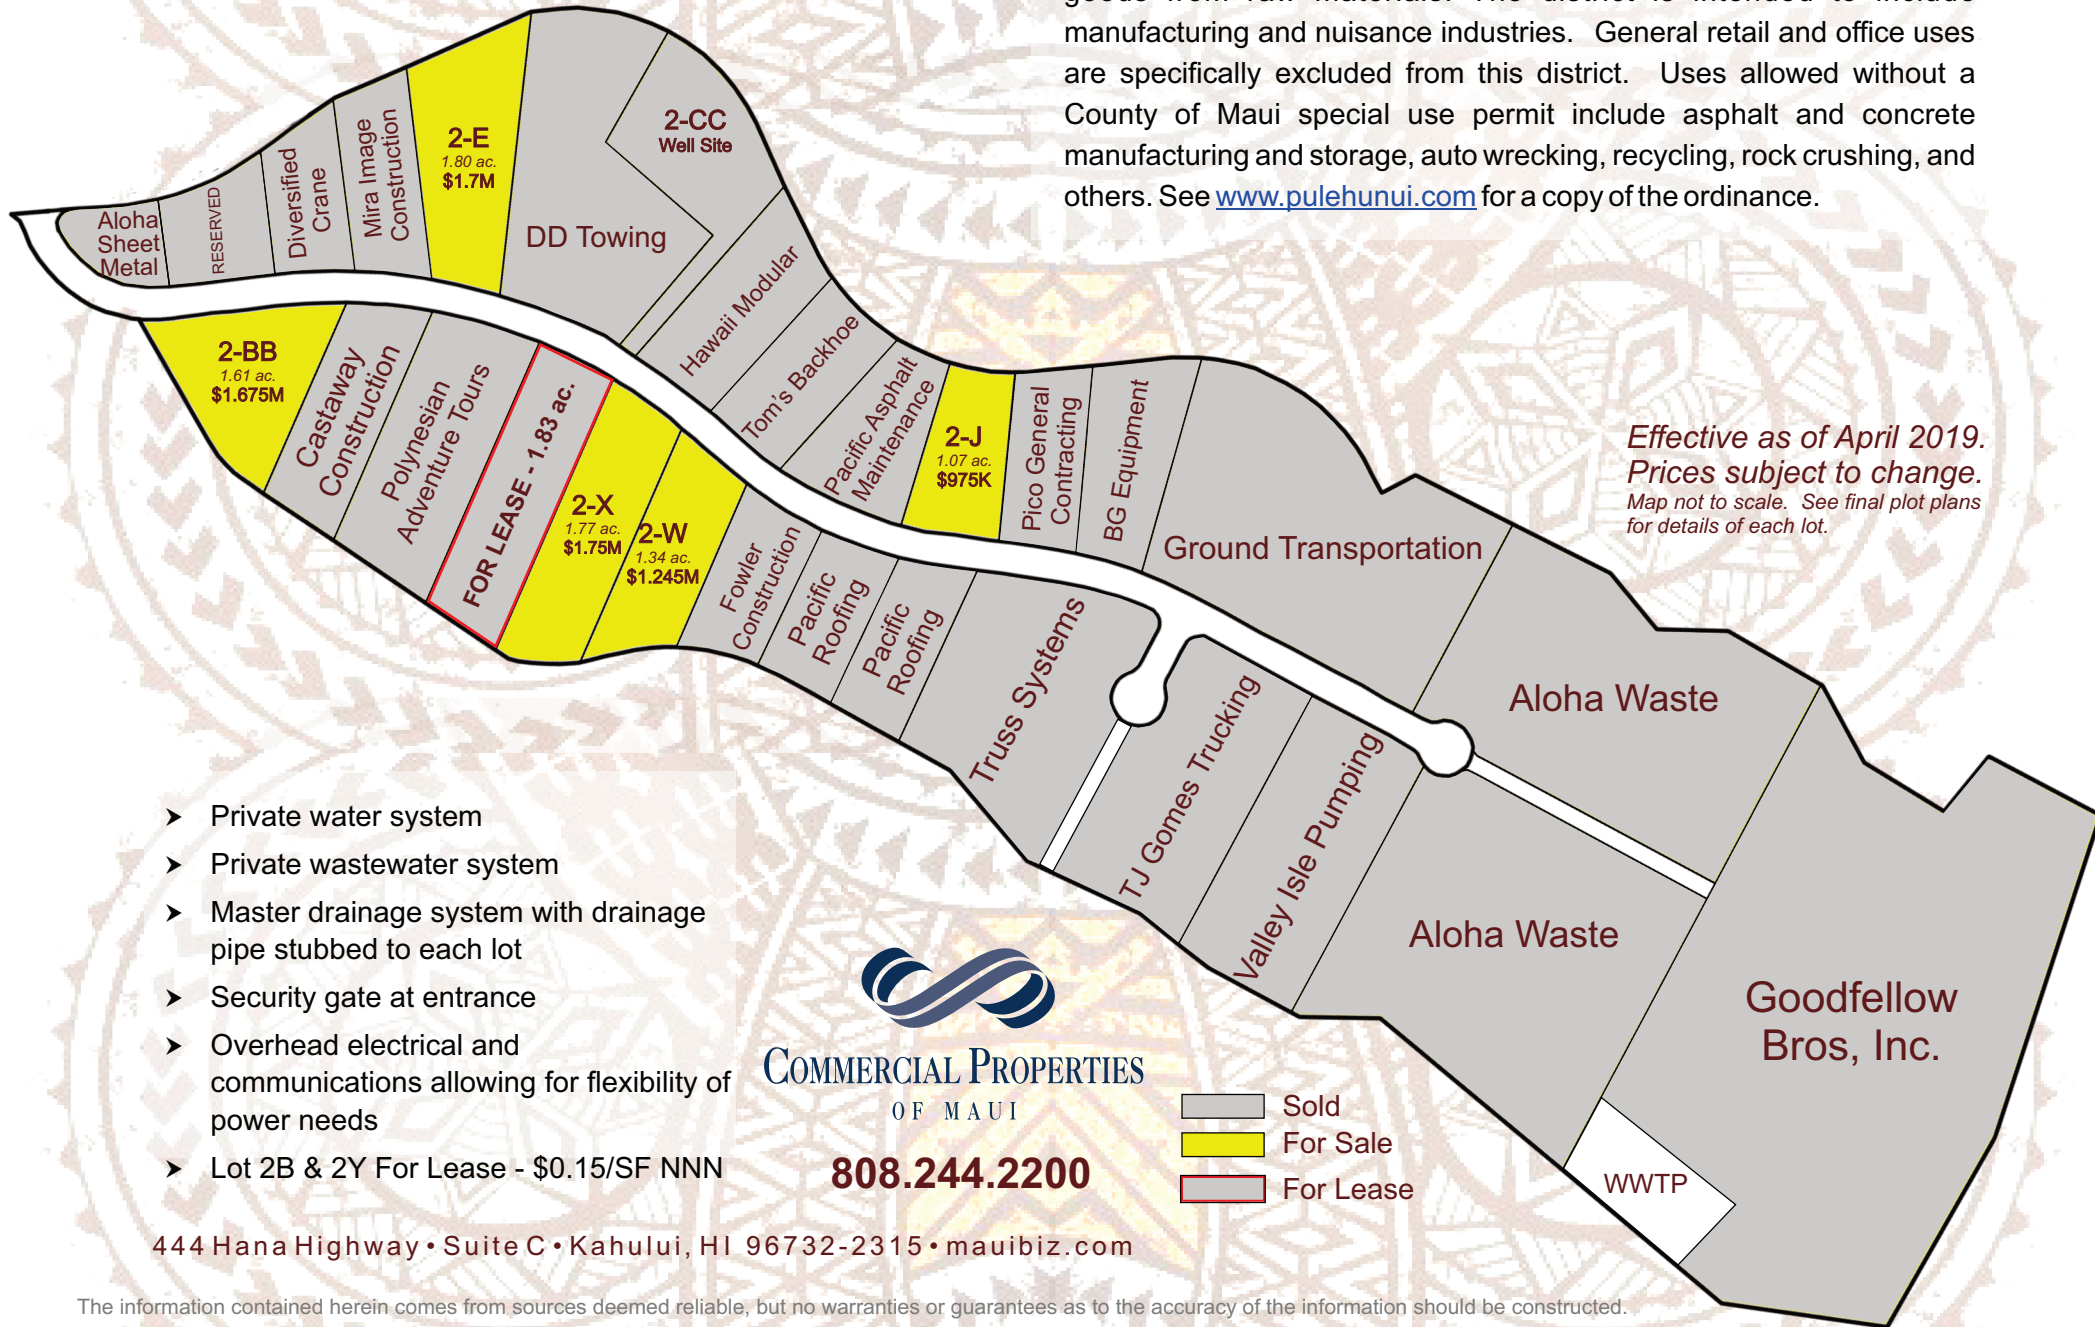 goods from raw materials. The district is intended to include
manufacturing and nuisance industries. General retail and office uses
are specifically excluded from this district. Uses allowed without a
County of Maui special use permit include asphalt and concrete
manufacturing and storage, auto wrecking, recycling, rock crushing, and
others. See www.pulehunui.com for a copy of the ordinance.
Aloha
Sheet
Metal
RESERVED
Diversified
Crane
Mira Image
Construction
2-E
1.80 ac.
$1.7M
DD Towing
2-CC
Well Site
Hawaii Modular
Tom's Backhoe
Pacific Asphalt
Maintenance
2-J
1.07 ac.
$975K
Pico General
Contracting
BG Equipment
Ground Transportation
Aloha Waste
2-BB
1.61 ac.
$1.675M
Castaway
Construction
Polynesian
Adventure Tours
FOR LEASE - 1.83 ac.
2-X
1.77 ac.
$1.75M
2-W
1.34 ac.
$1.245M
Fowler
Construction
Pacific
Roofing
Pacific
Roofing
Truss Systems
TJ Gomes Trucking
Valley Isle Pumping
Aloha Waste
Goodfellow
Bros, Inc.
WWTP
Effective as of April 2019.
Prices subject to change.
Map not to scale. See final plot plans
for details of each lot.
➤ Private water system
➤ Private wastewater system
➤ Master drainage system with drainage
pipe stubbed to each lot
➤ Security gate at entrance
➤ Overhead electrical and
communications allowing for flexibility of
power needs
➤ Lot 2B & 2Y For Lease - $0.15/SF NNN
COMMERCIAL PROPERTIES
OF MAUI
808.244.2200
Sold
For Sale
For Lease
444 Hana Highway • Suite C • Kahului, HI 96732-2315 • mauibiz.com
The information contained herein comes from sources deemed reliable, but no warranties or guarantees as to the accuracy of the information should be constructed.